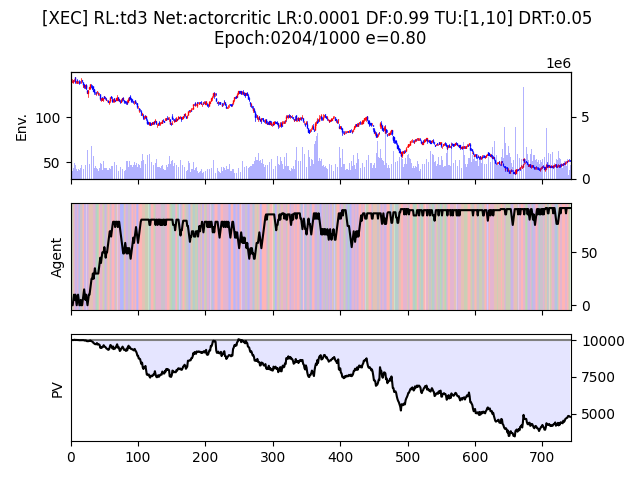 [XEC] RL:td3 Net:actorcritic LR:0.0001 DF:0.99 TU:[1,10] DRT:0.05
Epoch:0204/1000 e=0.80
1e6
Env.
100
50
5
0
Agent
50
0
PV
10000
7500
5000
0 100 200 300 400 500 600 700